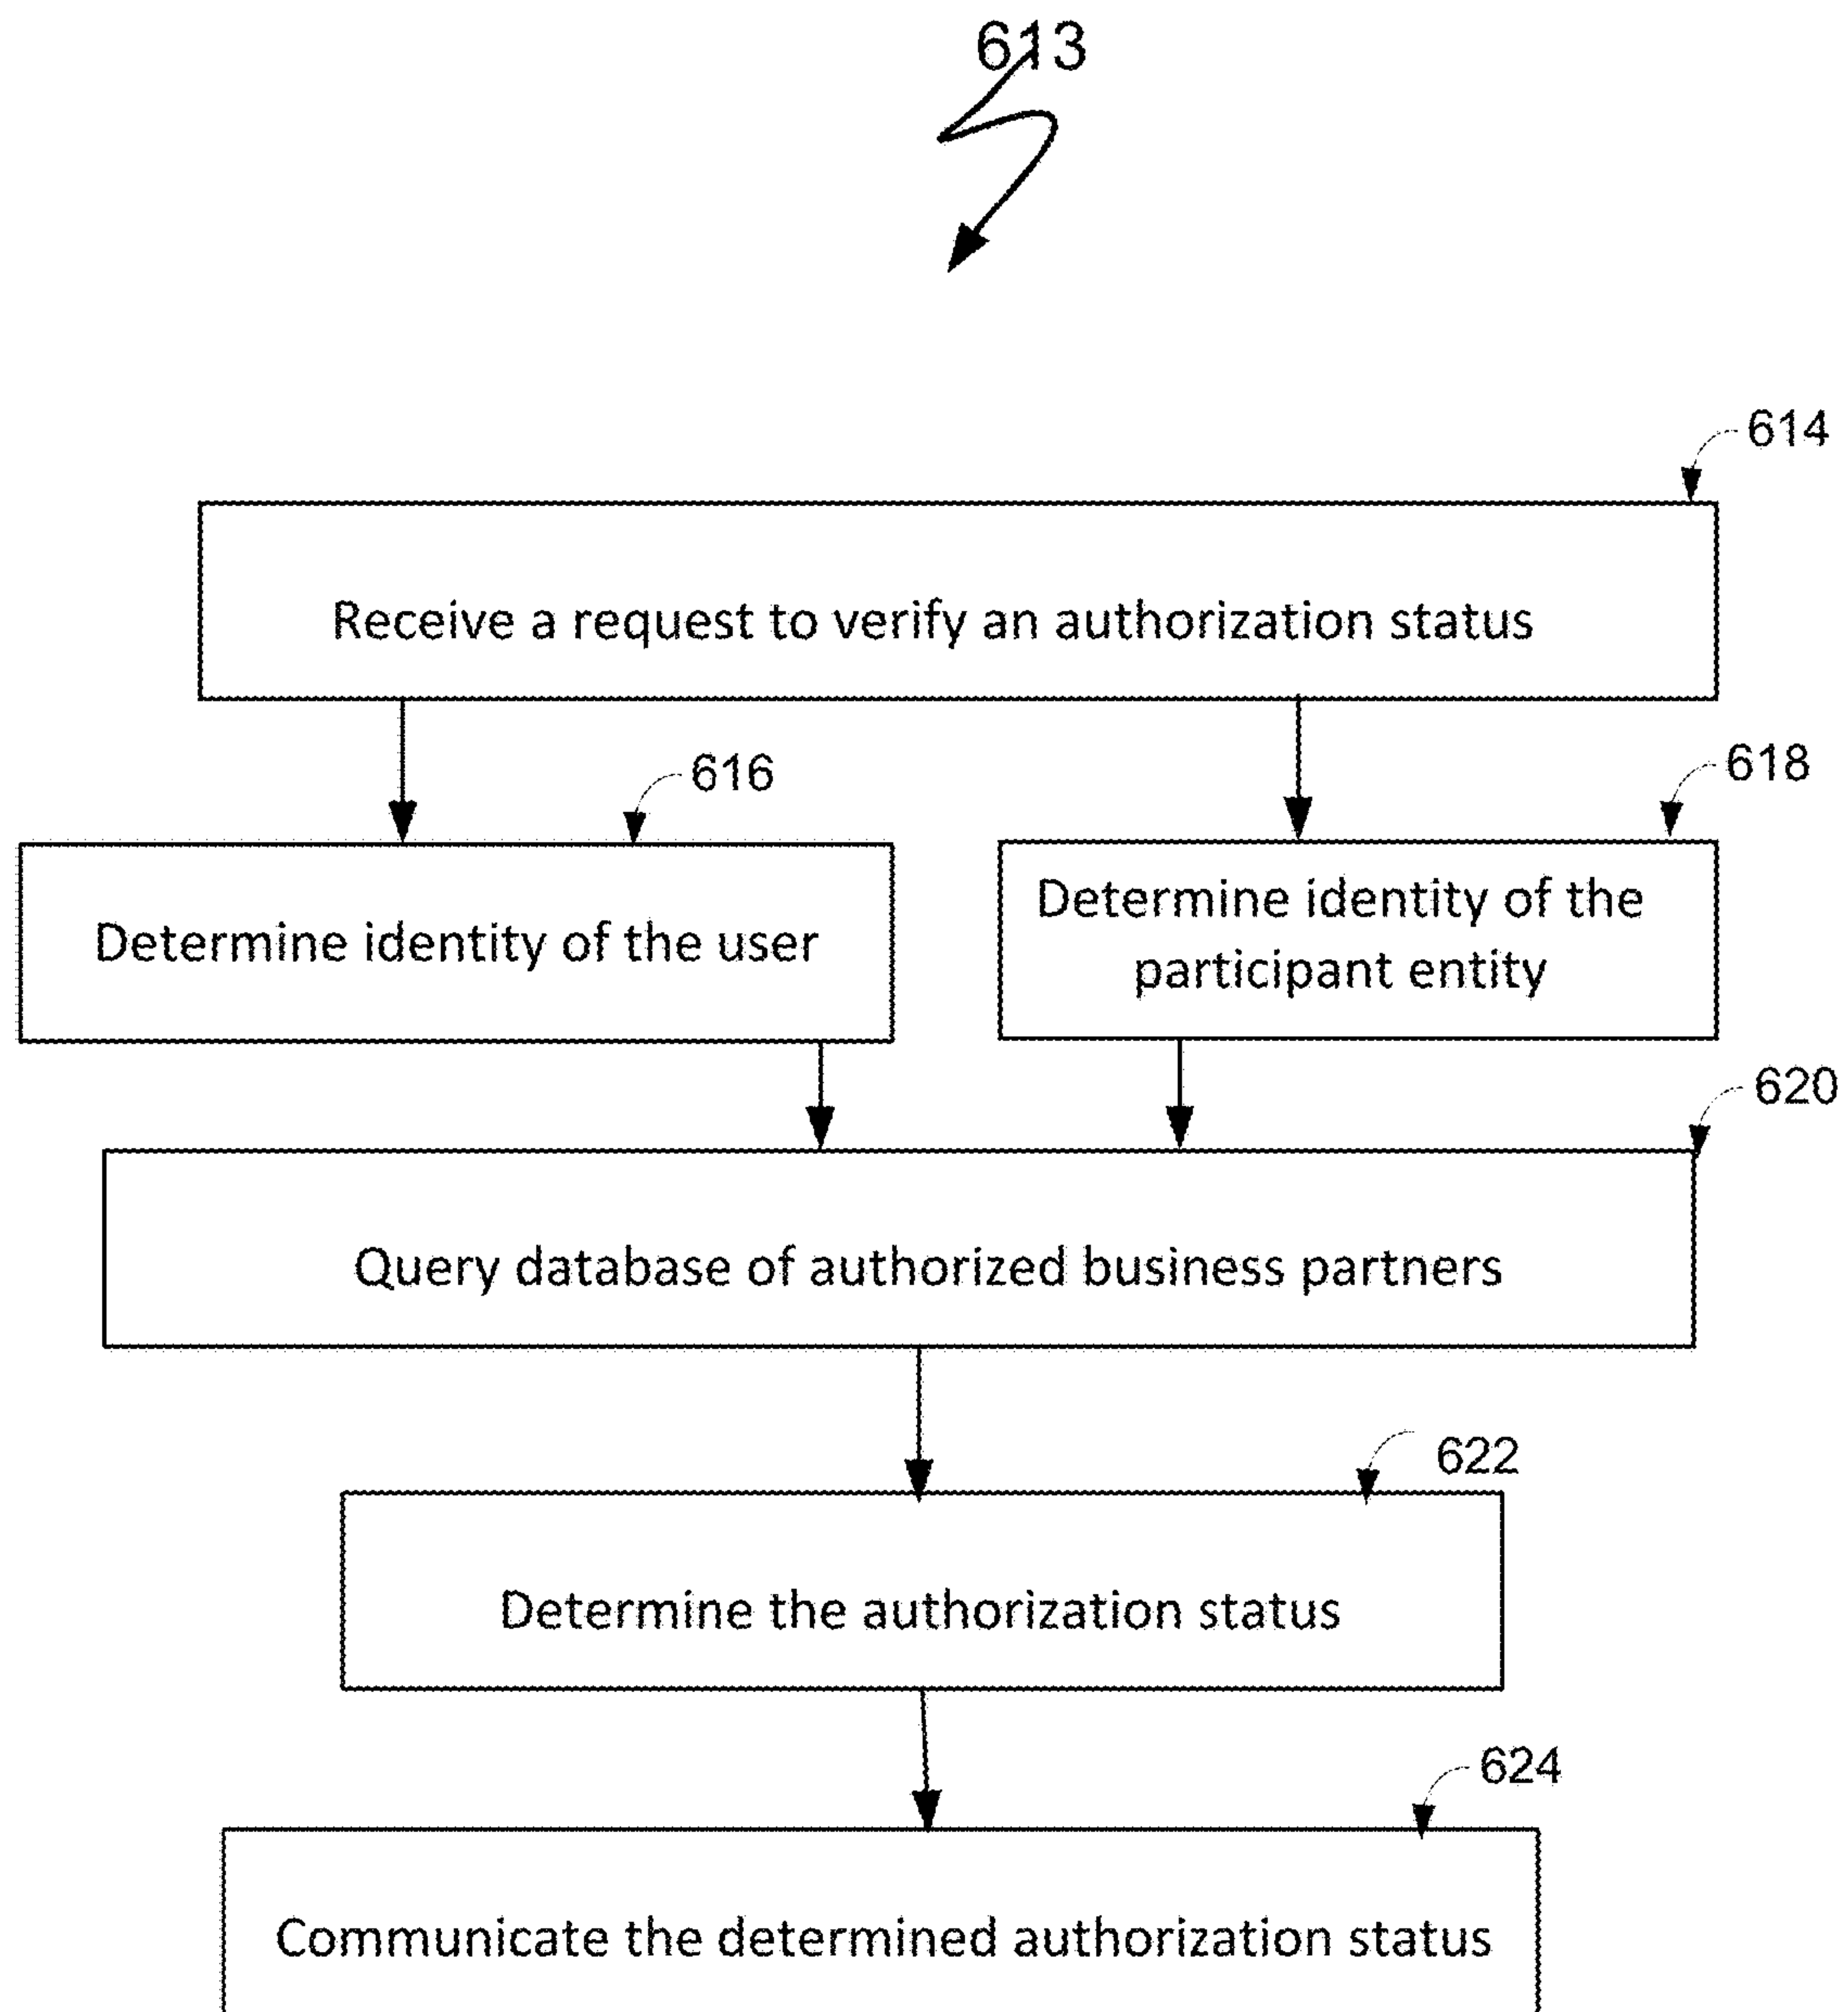 613
614
Receive a request to verify an authorization status
616
618
Determine identity of the user
Determine identity of the
participant entity
620
Query database of authorized business partners
622
Determine the authorization status
624
Communicate the determined authorization status